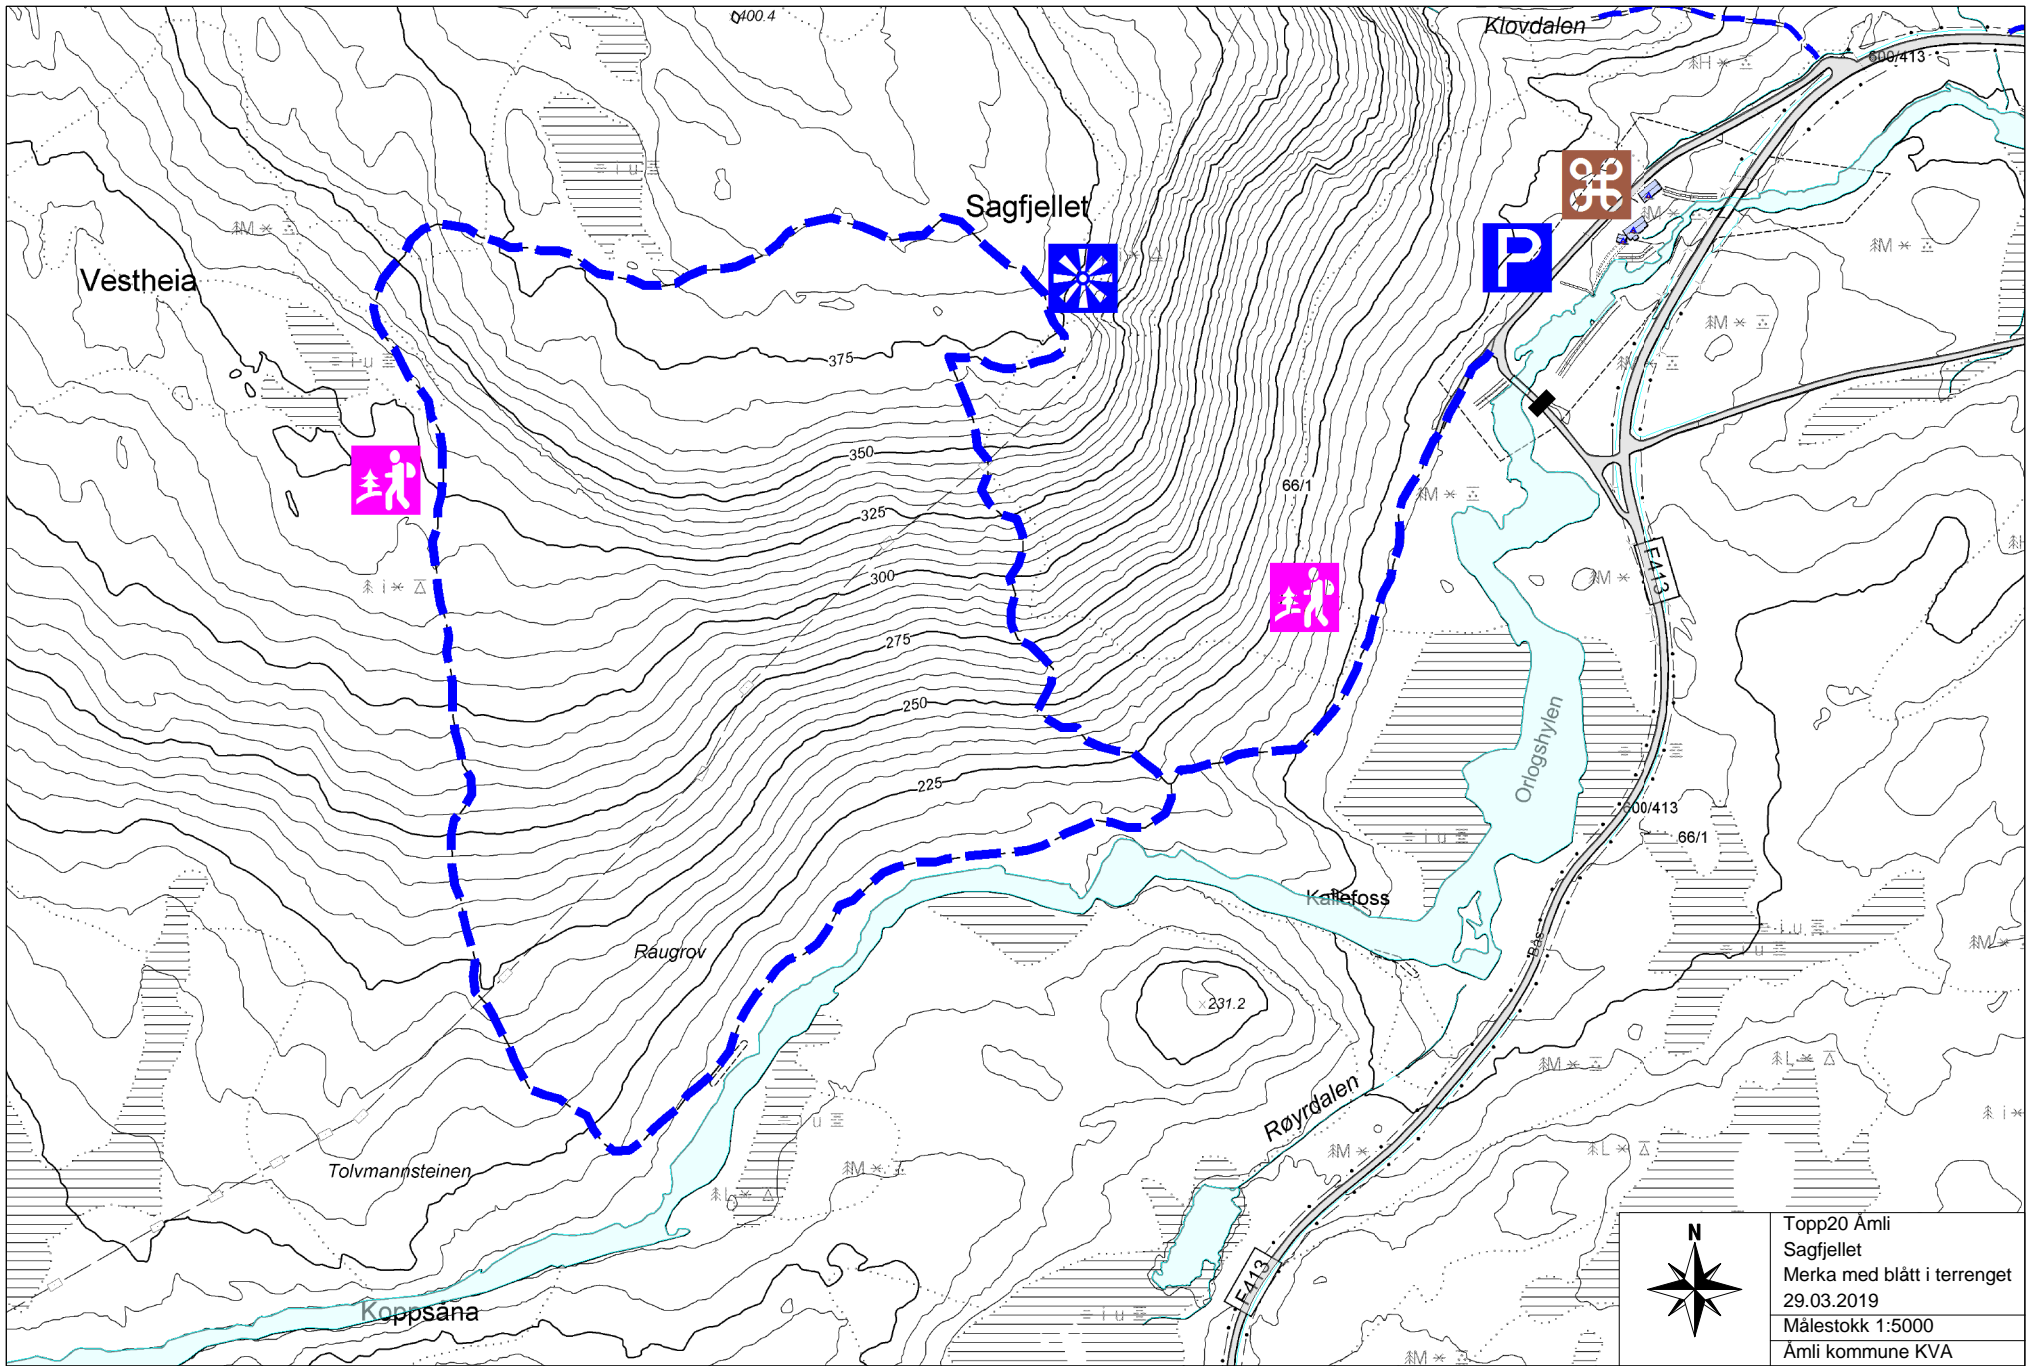 400.4
Klovdalen
600/413
H
Sagfjellet
P
M
M
M
M
Vestheia
i u
M
i u
375
350
66/1
M
325
F413
M
300
i
275
250
Orlogshylen
225
600/413
66/1
i u
Kallefoss
Bås
i u
u
M
Raugrov
231.2
M
L
i
Røyrdalen
u
M
L
Tolvmannsteinen
M
L
F413
Koppsåna
i u
M
N
Topp20 Åmli
Sagfjellet
Merka med blått i terrenget
29.03.2019
Målestokk 1:5000
Åmli kommune KVA